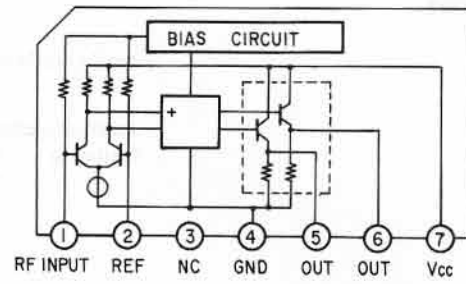 BIAS CIRCUIT
+
1 2 3 4 5 6 7
RF INPUT REF NC GND OUT OUT Vcc